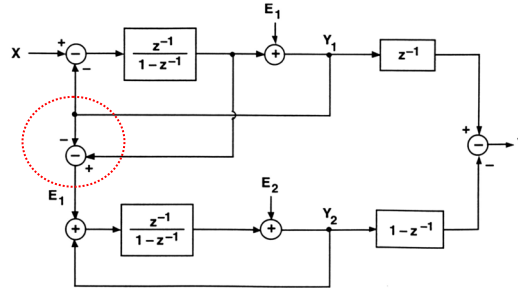 E₁
X + − z⁻¹ / 1 − z⁻¹ + Y₁ z⁻¹
−
− + −
− +
−
E₁
E₂
+ z⁻¹ / 1 − z⁻¹ + Y₂ 1 − z⁻¹